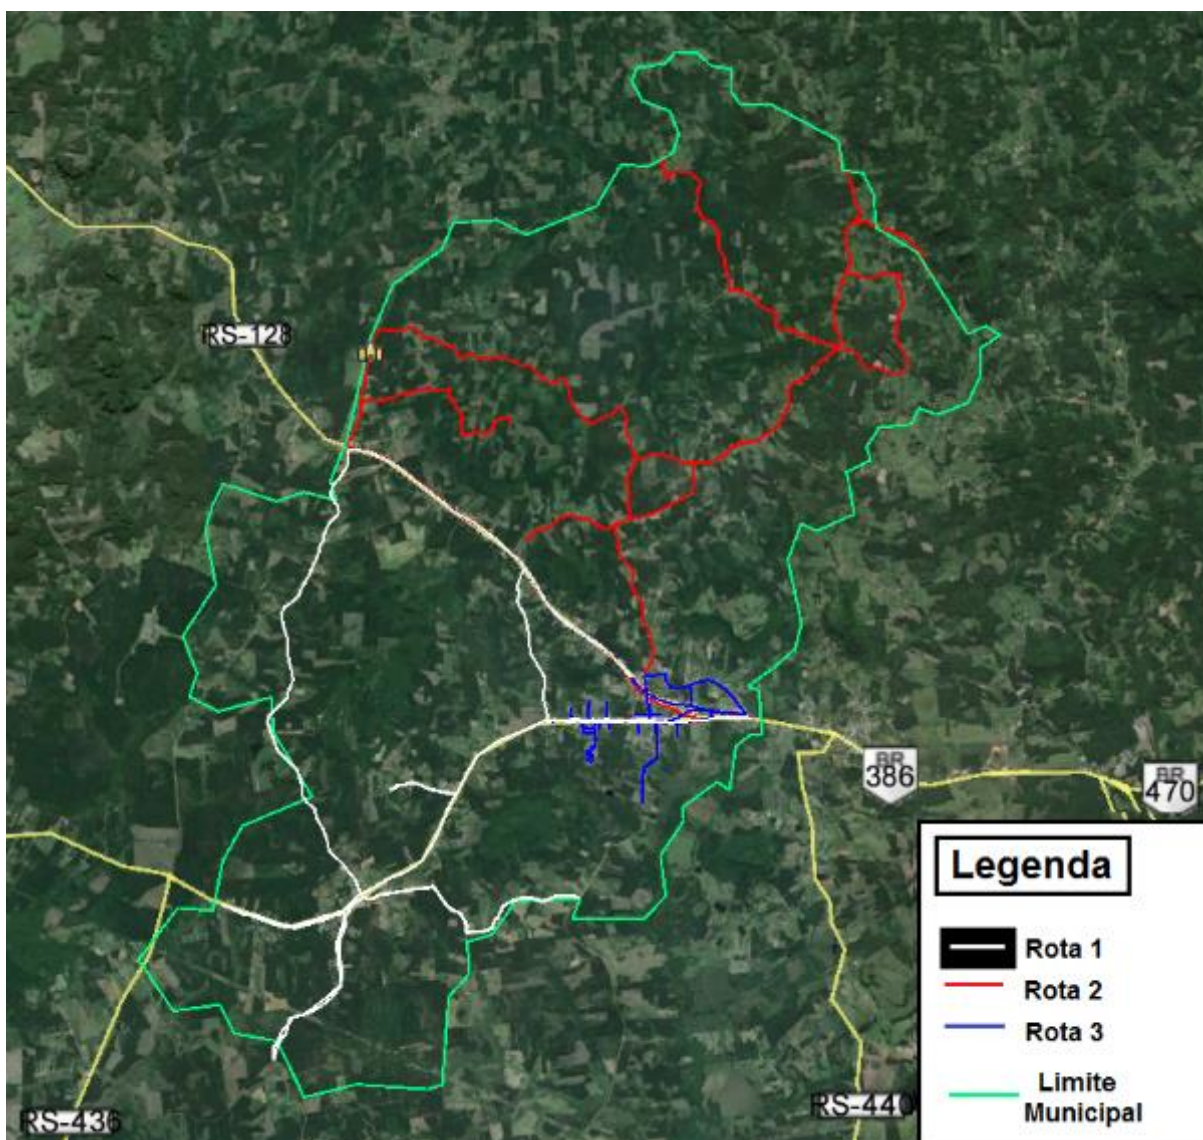 RS-128
BR
386
BR
470
Legenda
Rota 1
Rota 2
Rota 3
Limite
Municipal
RS-436
RS-440